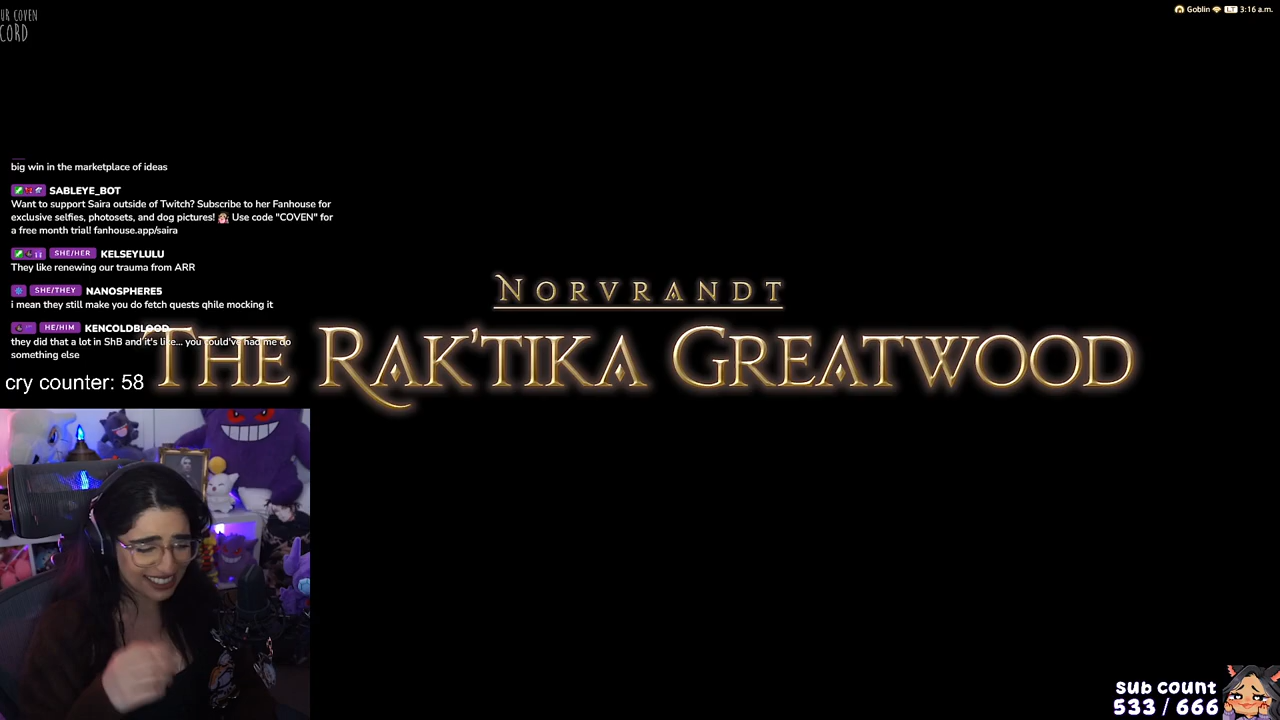 UR COVEN
CORD
Goblin LT 3:16 a.m.
big win in the marketplace of ideas
SABLEYE_BOT
Want to support Saira outside of Twitch? Subscribe to her Fanhouse for
exclusive selfies, photosets, and dog pictures! Use code "COVEN" for
a free month trial! fanhouse.app/saira
SHE/HER KELSEYLULU
They like renewing our trauma from ARR
SHE/THEY NANOSPHERE5
i mean they still make you do fetch quests qhile mocking it
HE/HIM KENCOLDBLOOD
they did that a lot in ShB and it's like... you could've had me do
something else
cry counter: 58
NORVRANDT
THE RAK'TIKA GREATWOOD
sub count
533 / 666